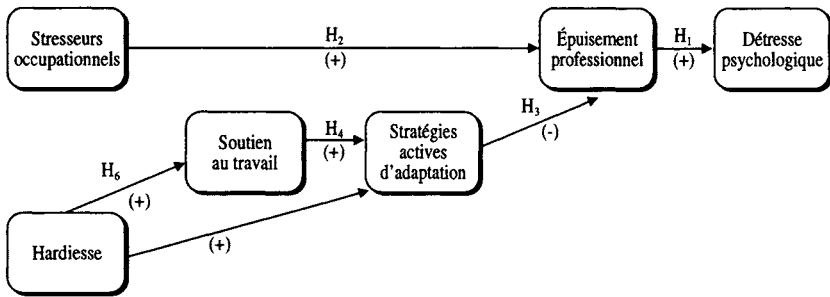 Stresseurs
occupationnels
H₂
(+)
Épuisement
professionnel
H₁
(+)
Détresse
psychologique
H₃
(-)
Soutien
au travail
H₄
(+)
Stratégies
actives
d'adaptation
H₆
(+)
(+)
Hardiesse